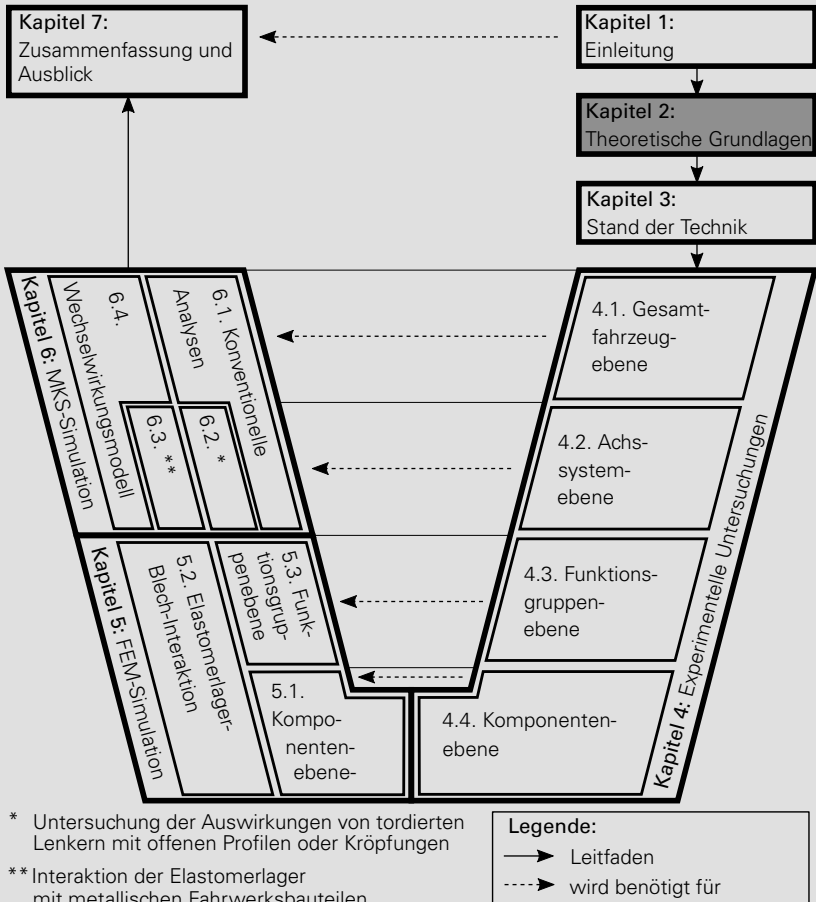 Kapitel 7:
Zusammenfassung und
Ausblick
Kapitel 1:
Einleitung
Kapitel 2:
Theoretische Grundlagen
Kapitel 3:
Stand der Technik
Kapitel 6: MKS-Simulation
6.4.
Wechselwirkungsmodell
6.1. Konventionelle
Analysen
6.2. *
6.3. **
Kapitel 5: FEM-Simulation
5.2. Elastomerlager-
Blech-Interaktion
5.3. Funk-
tionsgrup-
penebene
5.1.
Kompo-
nenten-
ebene-
4.1. Gesamt-
fahrzeug-
ebene
4.2. Achs-
system-
ebene
4.3. Funktions-
gruppen-
ebene
4.4. Komponenten-
ebene
Kapitel 4: Experimentelle Untersuchungen
* Untersuchung der Auswirkungen von tordierten
Lenkern mit offenen Profilen oder Kröpfungen
** Interaktion der Elastomerlager
mit metallischen Fahrwerksbauteilen
Legende:
Leitfaden
wird benötigt für